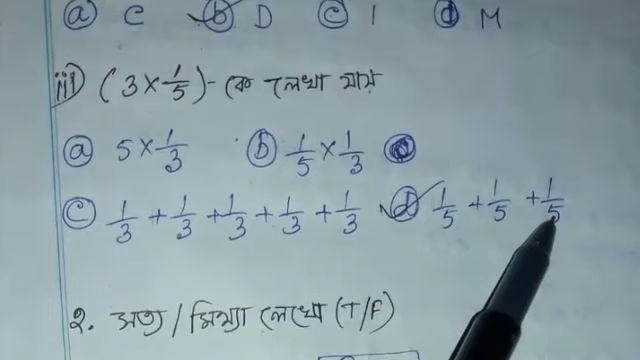 ⓐ C ⓑ D ⓒ I ⓓ M
iii) (3 × 1/5) - কে লেখা যায়
ⓐ 5 × 1/3 ⓑ 1/5 × 1/3
ⓒ 1/3 + 1/3 + 1/3 + 1/3 + 1/3 ⓓ 1/5 + 1/5 + 1/5
২. সত্য / মিথ্যা লেখো (T/F)